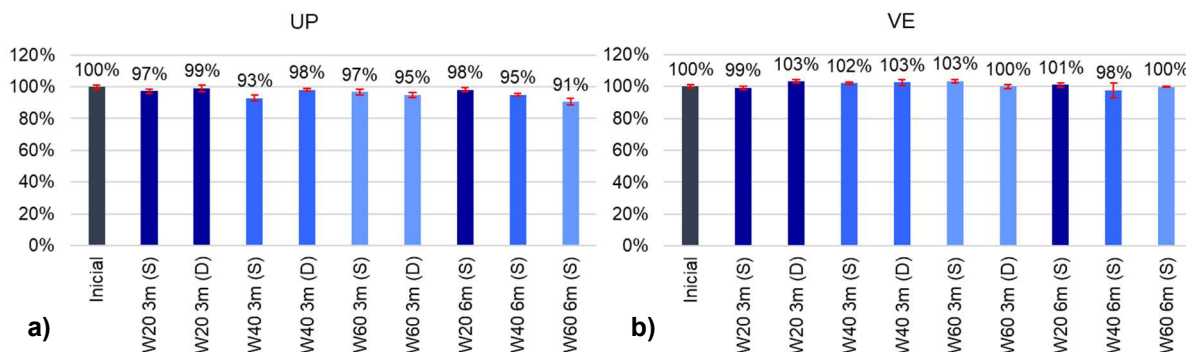 UP
120%
100%
80%
60%
40%
20%
0%
100%
97%
99%
93%
98%
97%
95%
98%
95%
91%
Inicial
W20 3m (S)
W20 3m (D)
W40 3m (S)
W40 3m (D)
W60 3m (S)
W60 3m (D)
W20 6m (S)
W40 6m (S)
W60 6m (S)
a)
VE
120%
100%
80%
60%
40%
20%
0%
100%
99%
103%
102%
103%
103%
100%
101%
98%
100%
Inicial
W20 3m (S)
W20 3m (D)
W40 3m (S)
W40 3m (D)
W60 3m (S)
W60 3m (D)
W20 6m (S)
W40 6m (S)
W60 6m (S)
b)